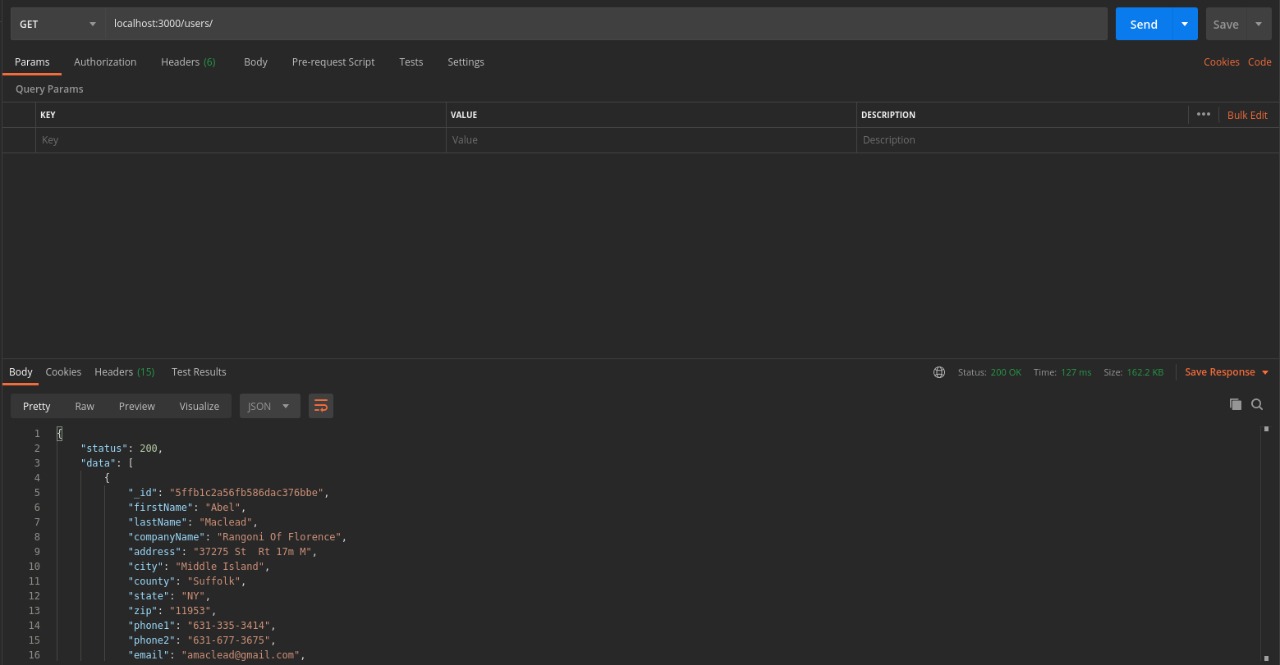 GET localhost:3000/users/ Send Save
Params Authorization Headers (6) Body Pre-request Script Tests Settings Cookies Code
Query Params
KEY VALUE DESCRIPTION ••• Bulk Edit
Key Value Description
Body Cookies Headers (15) Test Results Status: 200 OK Time: 127 ms Size: 162.2 KB Save Response
Pretty Raw Preview Visualize JSON
1 {
2 "status": 200,
3 "data": [
4 {
5 "_id": "5ffb1c2a56fb586dac376bbe",
6 "firstName": "Abel",
7 "lastName": "Maclead",
8 "companyName": "Rangoni Of Florence",
9 "address": "37275 St  Rt 17m M",
10 "city": "Middle Island",
11 "county": "Suffolk",
12 "state": "NY",
13 "zip": "11953",
14 "phone1": "631-335-3414",
15 "phone2": "631-677-3675",
16 "email": "amaclead@gmail.com",